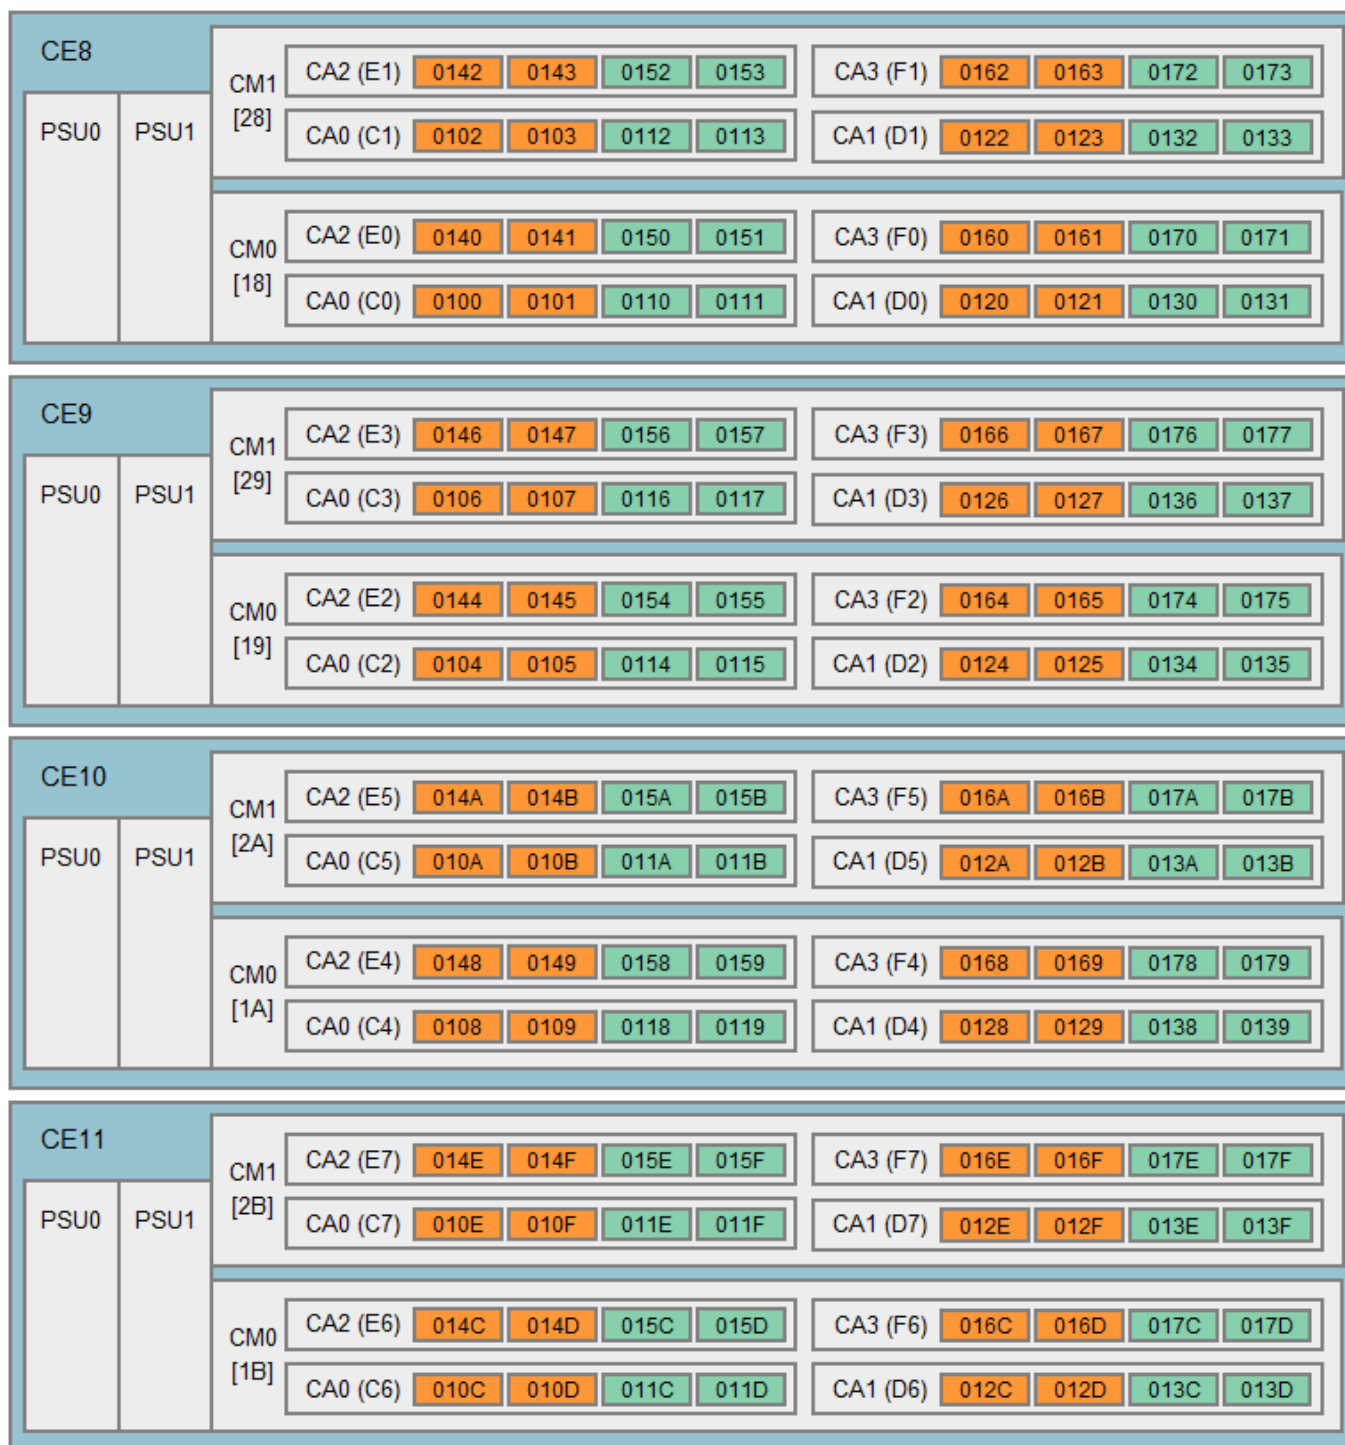 CE8
PSU0 PSU1
CM1
[28]
CA2 (E1) 0142 0143 0152 0153 CA3 (F1) 0162 0163 0172 0173
CA0 (C1) 0102 0103 0112 0113 CA1 (D1) 0122 0123 0132 0133
CM0
[18]
CA2 (E0) 0140 0141 0150 0151 CA3 (F0) 0160 0161 0170 0171
CA0 (C0) 0100 0101 0110 0111 CA1 (D0) 0120 0121 0130 0131
CE9
PSU0 PSU1
CM1
[29]
CA2 (E3) 0146 0147 0156 0157 CA3 (F3) 0166 0167 0176 0177
CA0 (C3) 0106 0107 0116 0117 CA1 (D3) 0126 0127 0136 0137
CM0
[19]
CA2 (E2) 0144 0145 0154 0155 CA3 (F2) 0164 0165 0174 0175
CA0 (C2) 0104 0105 0114 0115 CA1 (D2) 0124 0125 0134 0135
CE10
PSU0 PSU1
CM1
[2A]
CA2 (E5) 014A 014B 015A 015B CA3 (F5) 016A 016B 017A 017B
CA0 (C5) 010A 010B 011A 011B CA1 (D5) 012A 012B 013A 013B
CM0
[1A]
CA2 (E4) 0148 0149 0158 0159 CA3 (F4) 0168 0169 0178 0179
CA0 (C4) 0108 0109 0118 0119 CA1 (D4) 0128 0129 0138 0139
CE11
PSU0 PSU1
CM1
[2B]
CA2 (E7) 014E 014F 015E 015F CA3 (F7) 016E 016F 017E 017F
CA0 (C7) 010E 010F 011E 011F CA1 (D7) 012E 012F 013E 013F
CM0
[1B]
CA2 (E6) 014C 014D 015C 015D CA3 (F6) 016C 016D 017C 017D
CA0 (C6) 010C 010D 011C 011D CA1 (D6) 012C 012D 013C 013D